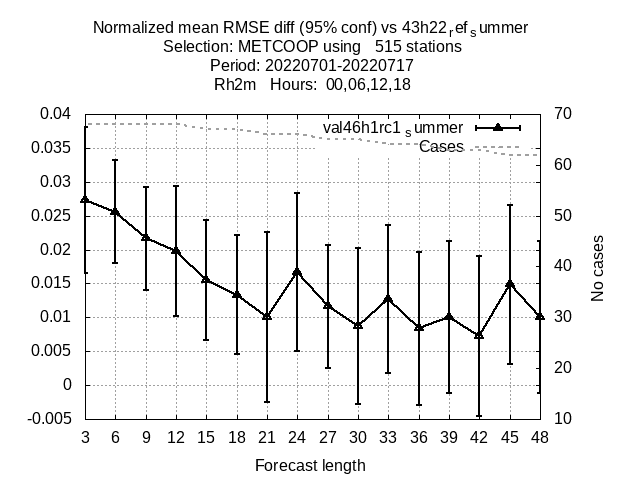 Normalized mean RMSE diff (95% conf) vs 43h22refsummer
Selection: METCOOP using 515 stations
Period: 20220701-20220717
Rh2m Hours: 00,06,12,18
val46h1rc1summer
Cases
0.04
0.035
0.03
0.025
0.02
0.015
0.01
0.005
0
-0.005
70
60
50
40
30
20
10
No cases
3 6 9 12 15 18 21 24 27 30 33 36 39 42 45 48
Forecast length